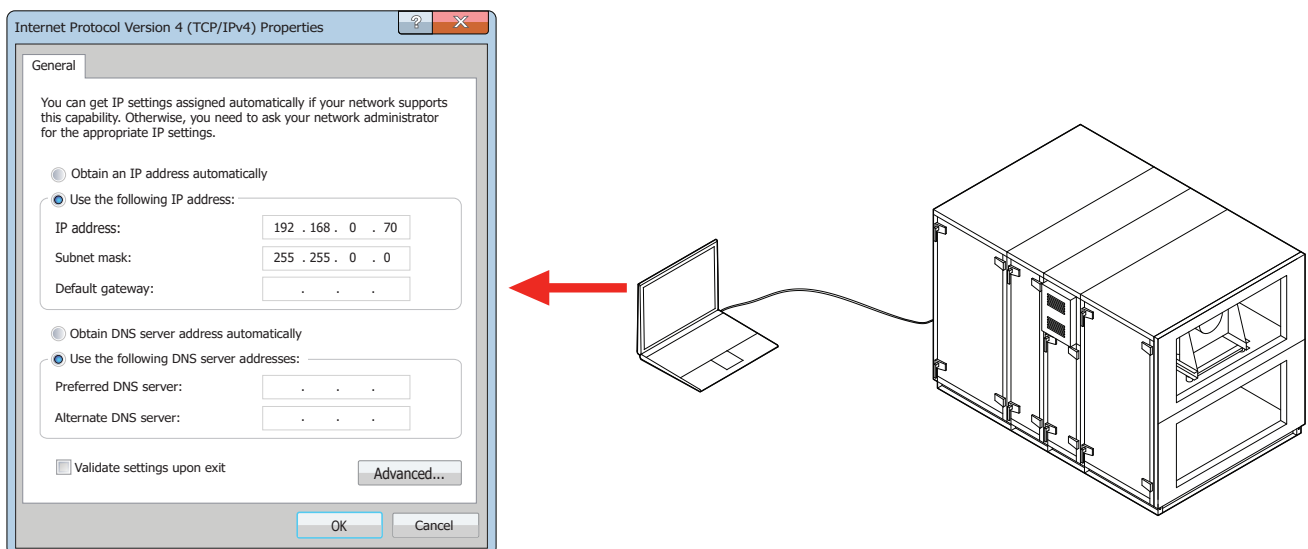 Internet Protocol Version 4 (TCP/IPv4) Properties
?
X
General
You can get IP settings assigned automatically if your network supports
this capability. Otherwise, you need to ask your network administrator
for the appropriate IP settings.
Obtain an IP address automatically
Use the following IP address:
IP address: 192 . 168 . 0 . 70
Subnet mask: 255 . 255 . 0 . 0
Default gateway: . . .
Obtain DNS server address automatically
Use the following DNS server addresses:
Preferred DNS server: . . .
Alternate DNS server: . . .
Validate settings upon exit
Advanced...
OK Cancel